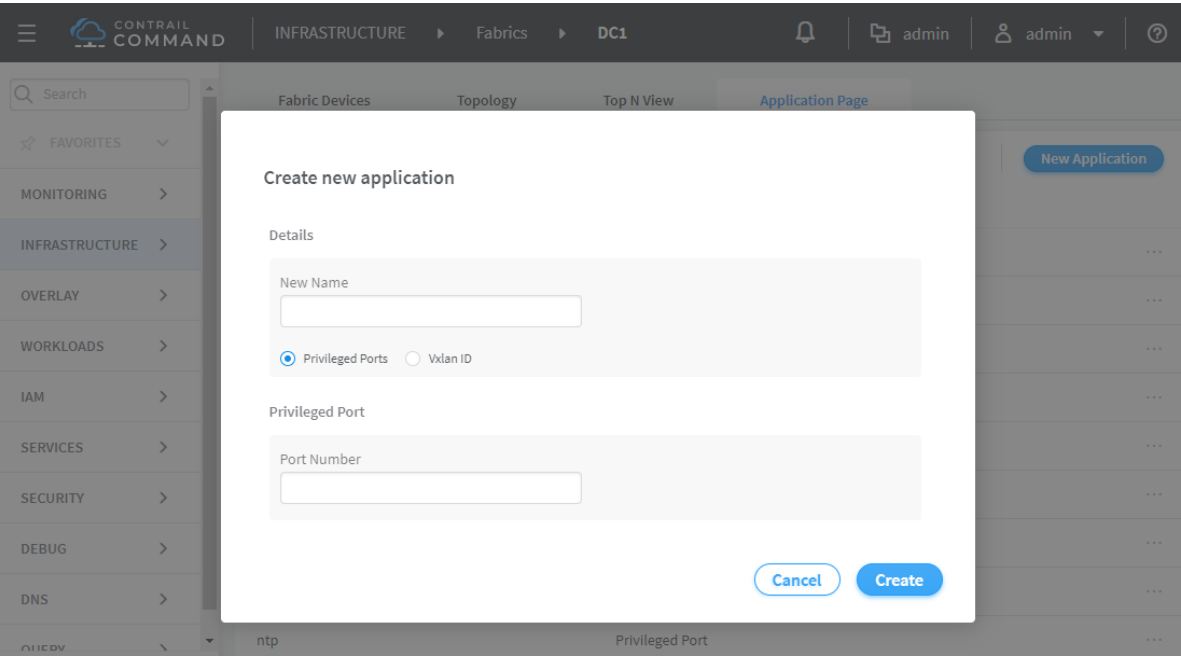 CONTRAIL
COMMAND
INFRASTRUCTURE
Fabrics
DC1
admin
admin
Search
Fabric Devices
Topology
Top N View
Application Page
FAVORITES
New Application
MONITORING
INFRASTRUCTURE
OVERLAY
WORKLOADS
IAM
SERVICES
SECURITY
DEBUG
DNS
QUERY
Create new application
Details
New Name
Privileged Ports
Vxlan ID
Privileged Port
Port Number
Cancel
Create
ntp
Privileged Port